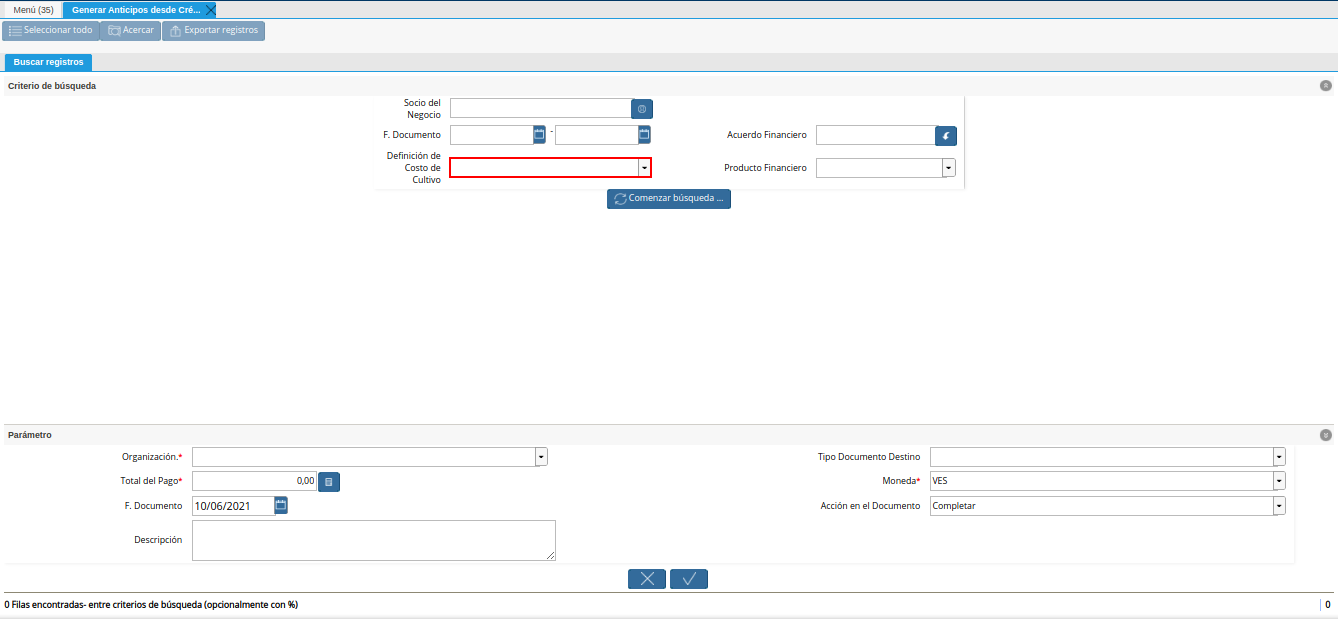 Menú (35)
Generar Anticipos desde Cré...
Seleccionar todo
Acercar
Exportar registros
Buscar registros
Criterio de búsqueda
Socio del
Negocio
F. Documento
-
Acuerdo Financiero
Definición de
Costo de
Cultivo
Producto Financiero
Comenzar búsqueda ...
Parámetro
Organización.*
Tipo Documento Destino
Total del Pago*
0,00
Moneda*
VES
F. Documento
10/06/2021
Acción en el Documento
Completar
Descripción
0 Filas encontradas- entre criterios de búsqueda (opcionalmente con %)
0